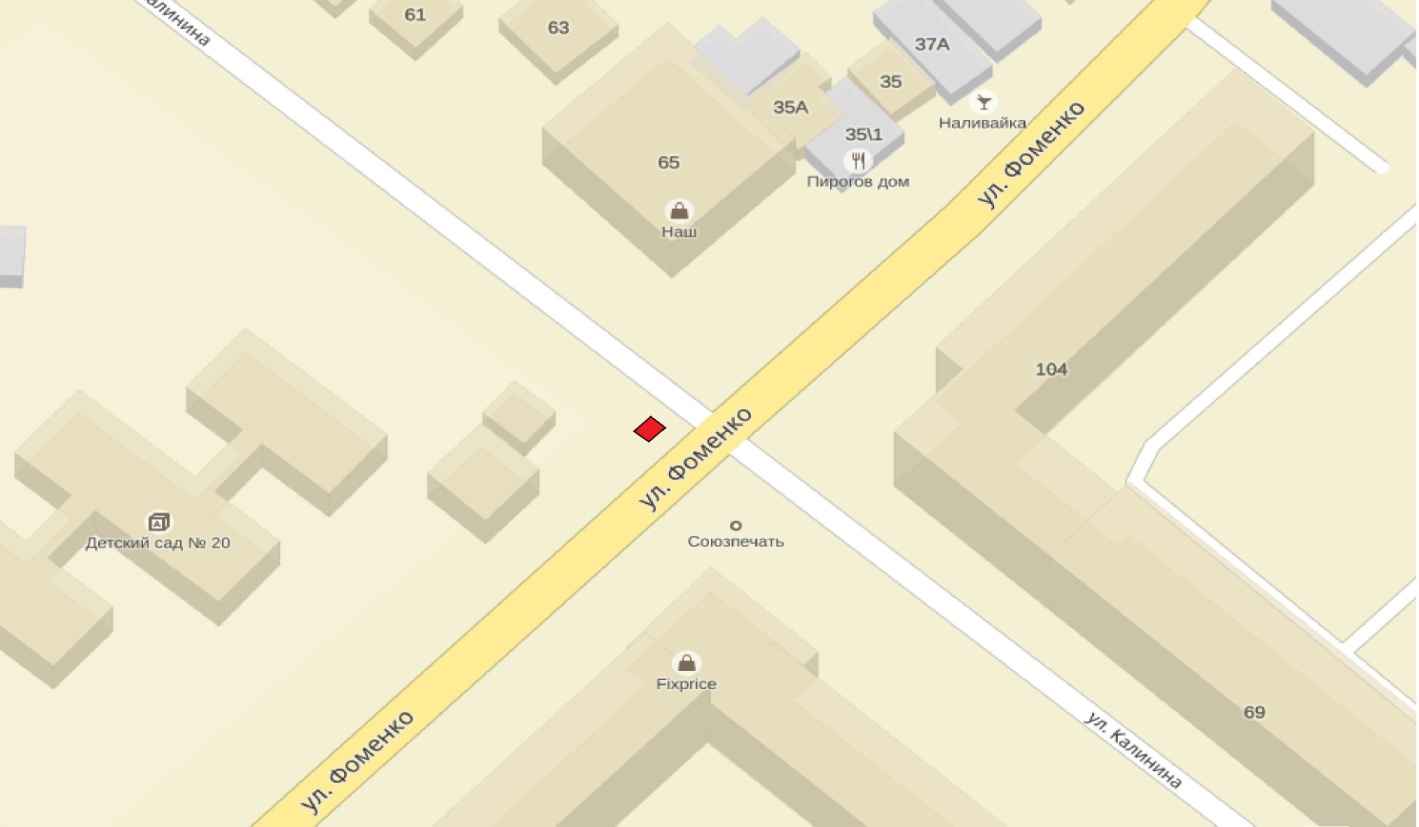 алинина
61
63
37А
35
35А
35\1
Наливайка
Пирогов дом
65
Наш
ул. Фоменко
104
ул. Фоменко
Детский сад № 20
Союзпечать
Fixprice
69
ул. Фоменко
ул. Калинина